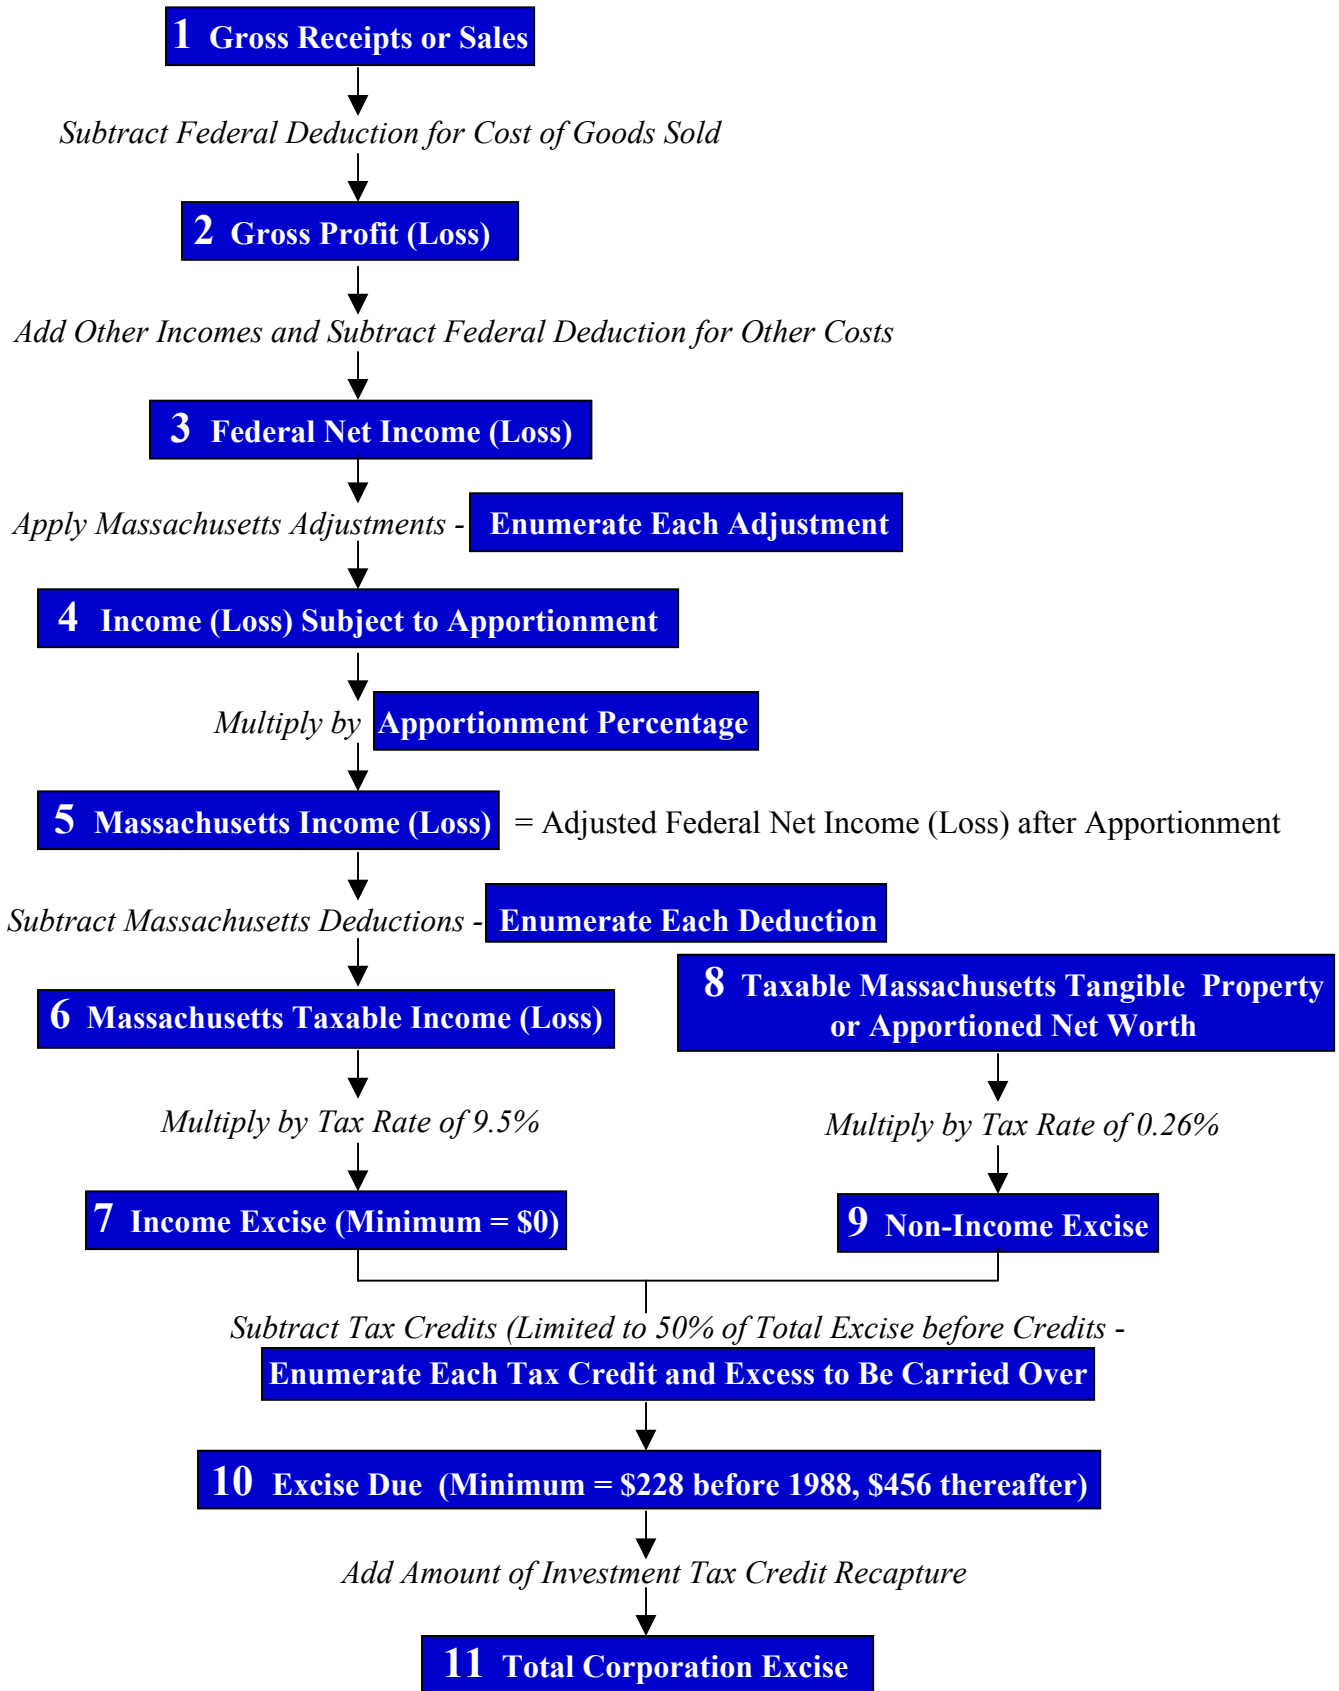 1 Gross Receipts or Sales
Subtract Federal Deduction for Cost of Goods Sold
2 Gross Profit (Loss)
Add Other Incomes and Subtract Federal Deduction for Other Costs
3 Federal Net Income (Loss)
Apply Massachusetts Adjustments - Enumerate Each Adjustment
4 Income (Loss) Subject to Apportionment
Multiply by Apportionment Percentage
5 Massachusetts Income (Loss) = Adjusted Federal Net Income (Loss) after Apportionment
Subtract Massachusetts Deductions - Enumerate Each Deduction
6 Massachusetts Taxable Income (Loss)
Multiply by Tax Rate of 9.5%
7 Income Excise (Minimum = $0)
8 Taxable Massachusetts Tangible Property
or Apportioned Net Worth
Multiply by Tax Rate of 0.26%
9 Non-Income Excise
Subtract Tax Credits (Limited to 50% of Total Excise before Credits -
Enumerate Each Tax Credit and Excess to Be Carried Over
10 Excise Due (Minimum = $228 before 1988, $456 thereafter)
Add Amount of Investment Tax Credit Recapture
11 Total Corporation Excise